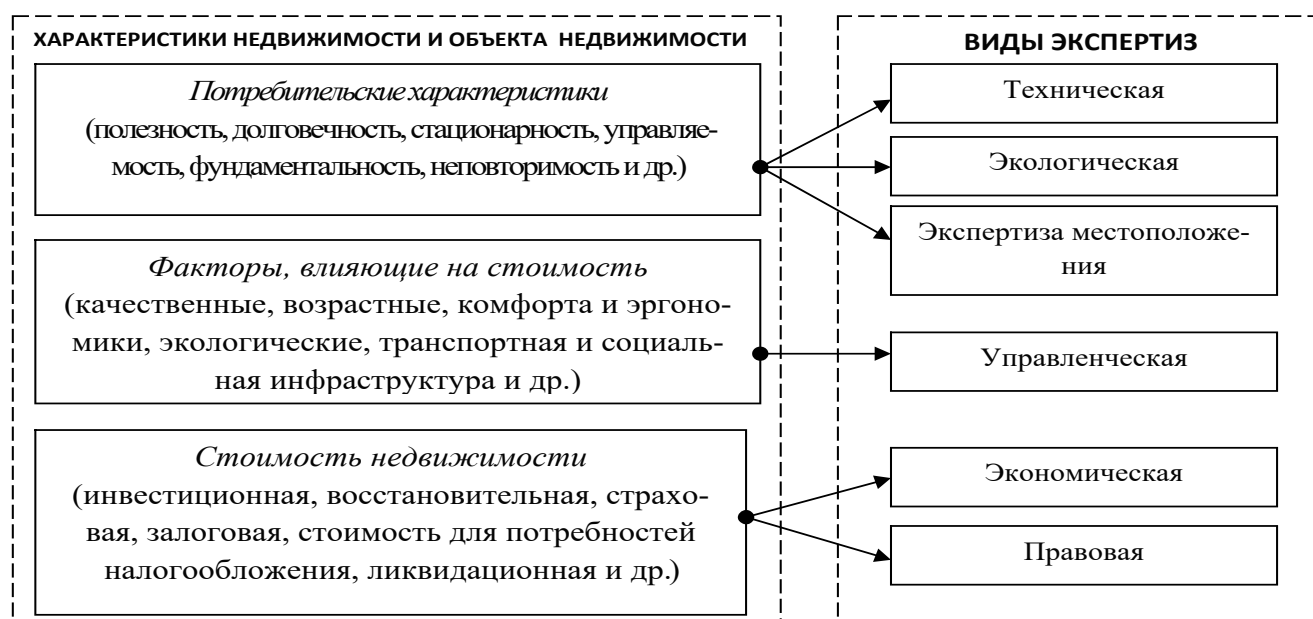 ХАРАКТЕРИСТИКИ НЕДВИЖИМОСТИ И ОБЪЕКТА НЕДВИЖИМОСТИ
Потребительские характеристики
(полезность, долговечность, стационарность, управляе-
мость, фундаментальность, неповторимость и др.)
Факторы, влияющие на стоимость
(качественные, возрастные, комфорта и эргоно-
мики, экологические, транспортная и социаль-
ная инфраструктура и др.)
Стоимость недвижимости
(инвестиционная, восстановительная, страхо-
вая, залоговая, стоимость для потребностей
налогообложения, ликвидационная и др.)
ВИДЫ ЭКСПЕРТИЗ
Техническая
Экологическая
Экспертиза местоположе-
ния
Управленческая
Экономическая
Правовая